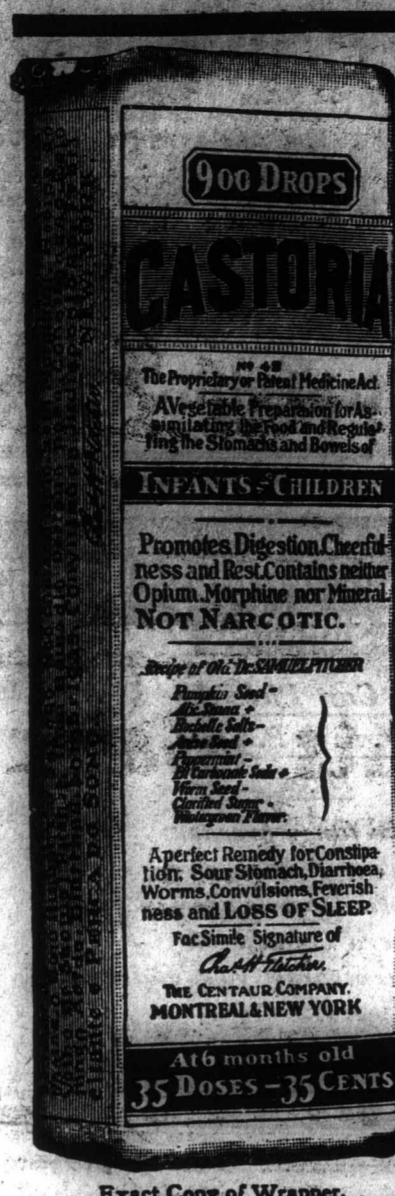 900 DROPS
CASTORIA
No 42
The Proprietary or Patent Medicine Act.
A Vegetable Preparation for As-
similating the Food and Regula-
ting the Stomachs and Bowels of
INFANTS & CHILDREN
Promotes Digestion, Cheerful-
ness and Rest. Contains neither
Opium, Morphine nor Mineral.
NOT NARCOTIC.
Recipe of Old Dr. SAMUEL PITCHER
Pumpkin Seed -
Alx. Senna +
Rochelle Salts -
Anise Seed +
Peppermint -
Bi Carbonate Soda +
Worm Seed -
Clarified Sugar -
Wintergreen Flavor.
A perfect Remedy for Constipa-
tion, Sour Stomach, Diarrhoea,
Worms, Convulsions, Feverish-
ness and LOSS OF SLEEP.
Fac Simile Signature of
Chas. H. Fletcher.
THE CENTAUR COMPANY.
MONTREAL & NEW YORK
At 6 months old
35 DOSES – 35 CENTS
Exact Copy of Wrapper.